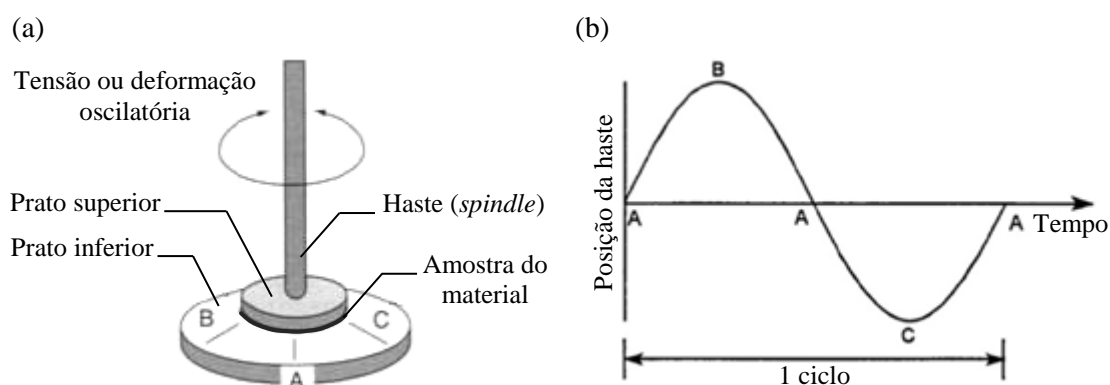 (a)
Tensão ou deformação
oscilatória
Prato superior
Haste (spindle)
Prato inferior
Amostra do
material
B
C
A
(b)
B
Posição da haste
A
A
A
Tempo
C
1 ciclo